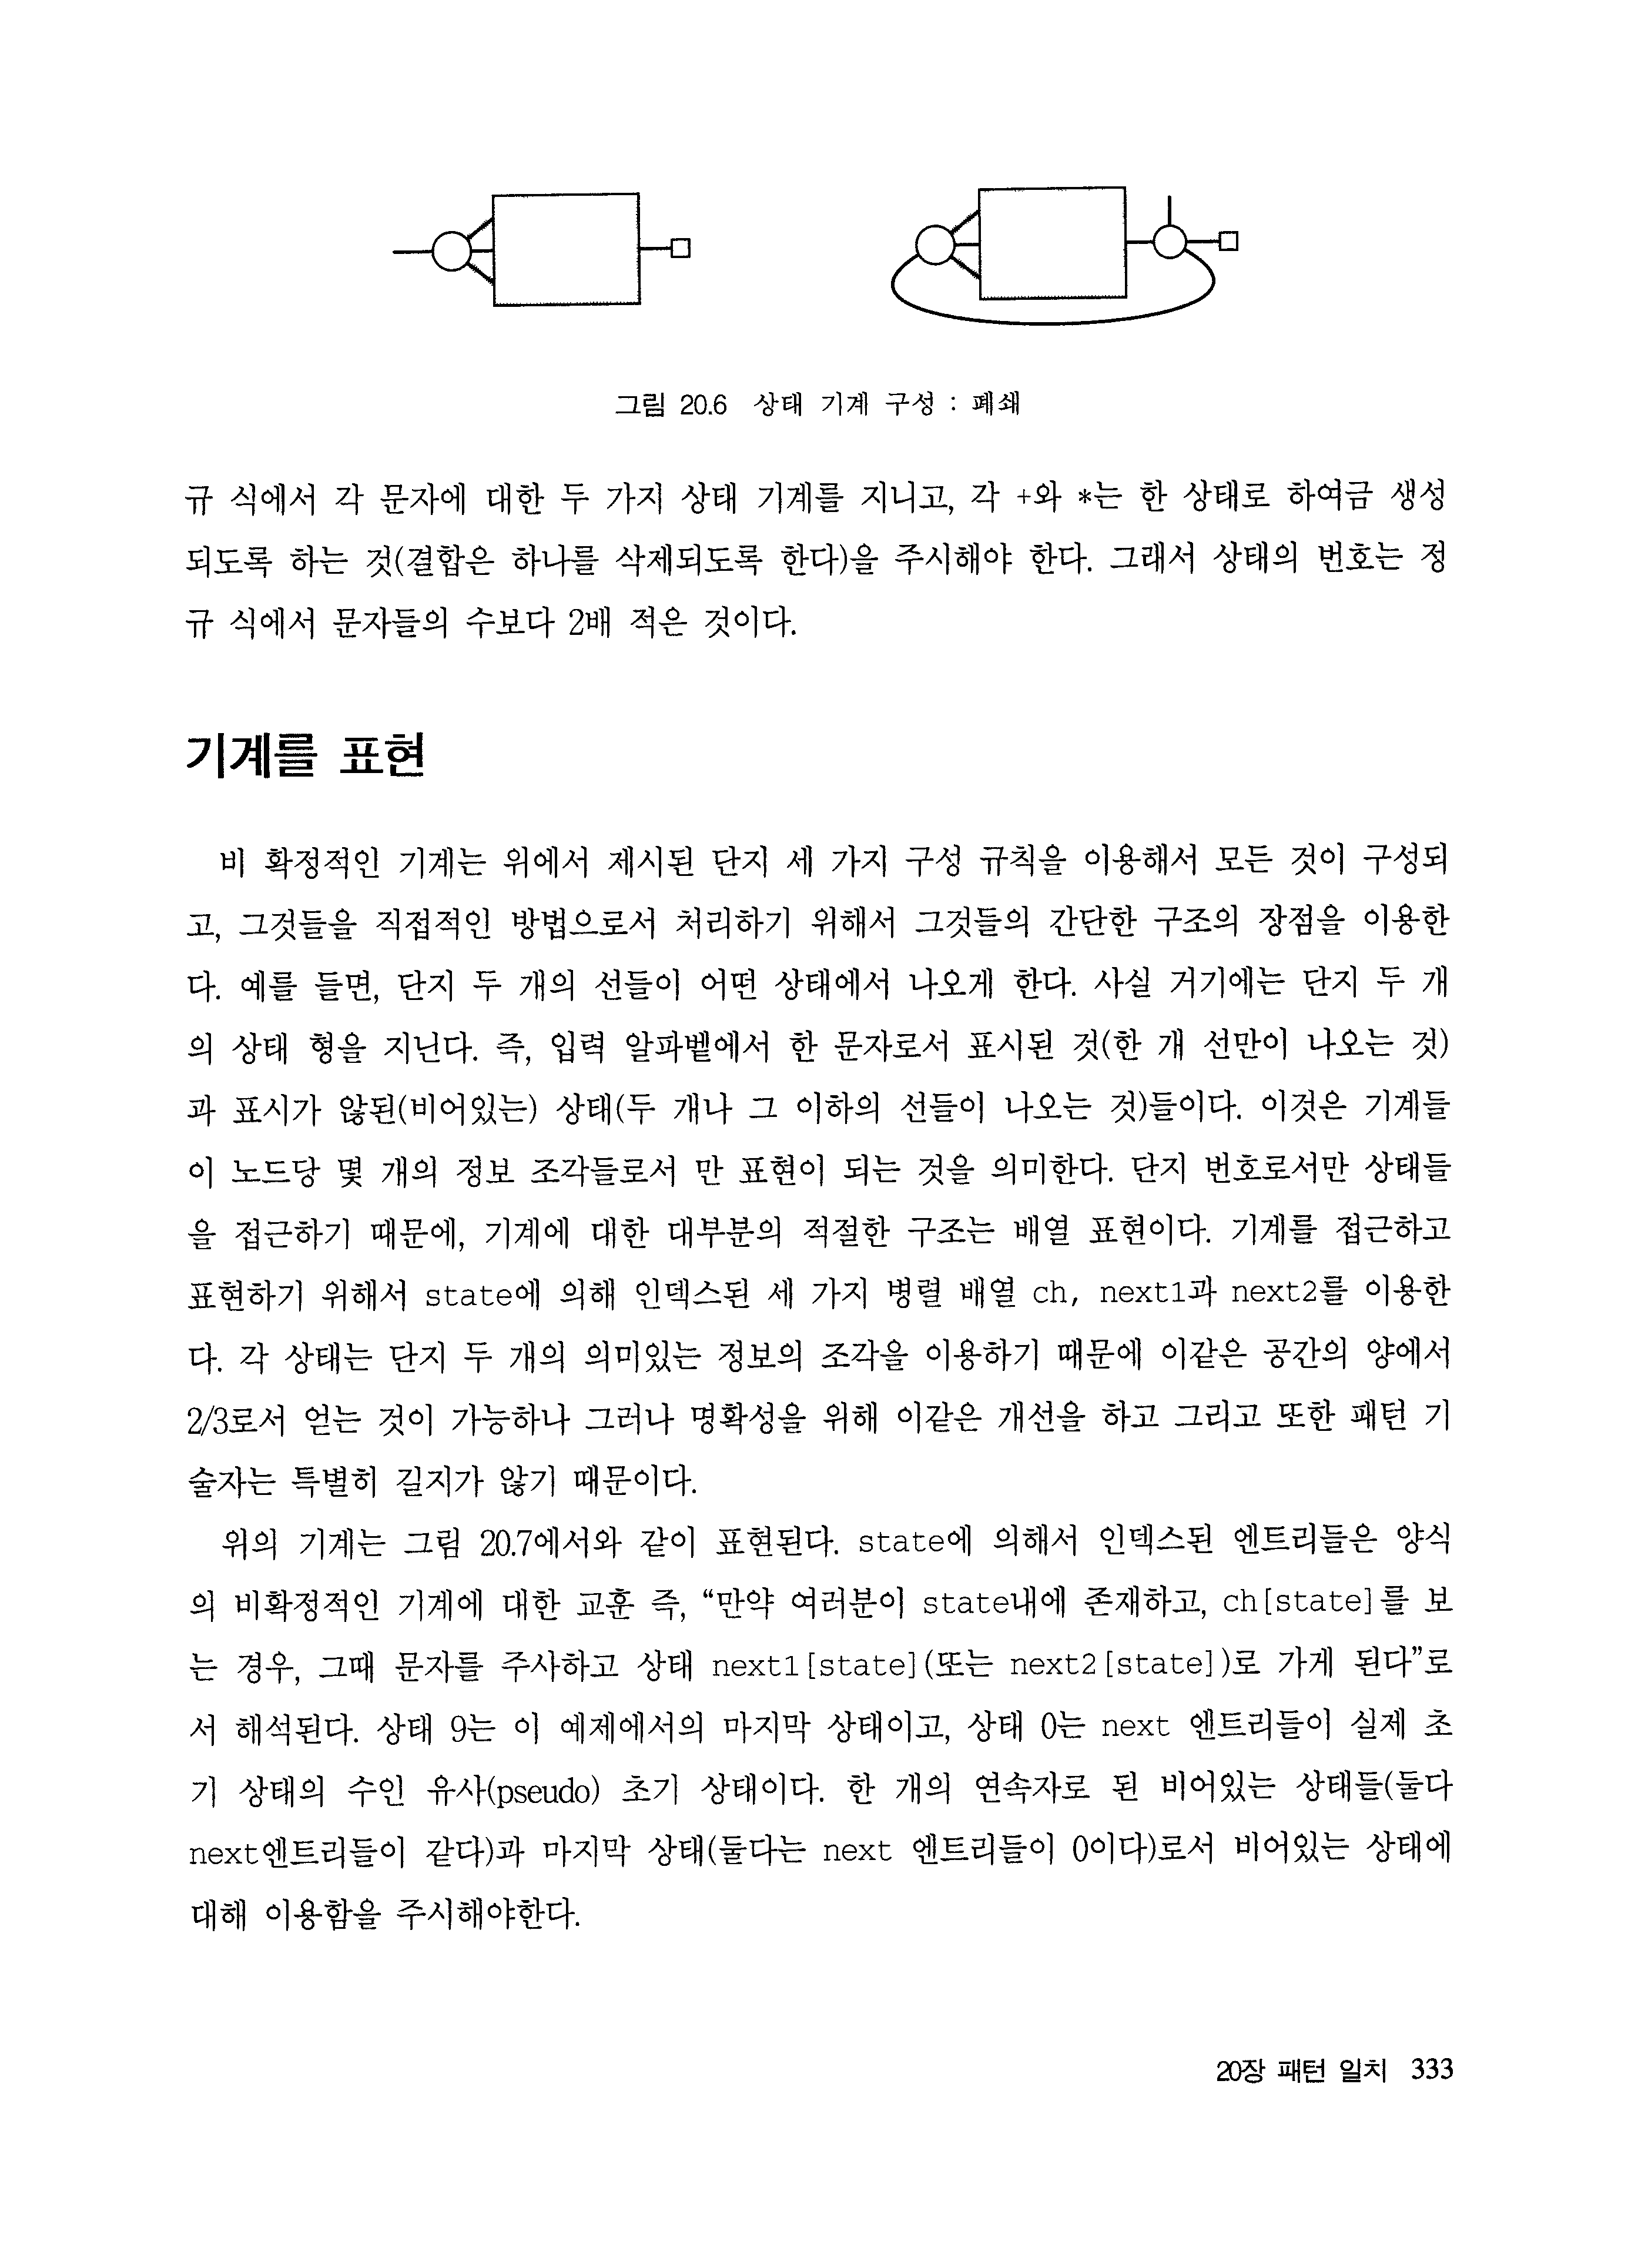 그림 20.6 상태 기계 구성 : 폐쇄
규 식에서 각 문자에 대한 두 가지 상태 기계를 지니고, 각 +와 *는 한 상태로 하여금 생성
되도록 하는 것(결합은 하나를 삭제되도록 한다)을 주시해야 한다. 그래서 상태의 번호는 정
규 식에서 문자들의 수보다 2배 적은 것이다.
기계를 표현
비 확정적인 기계는 위에서 제시된 단지 세 가지 구성 규칙을 이용해서 모든 것이 구성되
고, 그것들을 직접적인 방법으로서 처리하기 위해서 그것들의 간단한 구조의 장점을 이용한
다. 예를 들면, 단지 두 개의 선들이 어떤 상태에서 나오게 한다. 사실 거기에는 단지 두 개
의 상태 형을 지닌다. 즉, 입력 알파벹에서 한 문자로서 표시된 것(한 개 선만이 나오는 것)
과 표시가 않된(비어있는) 상태(두 개나 그 이하의 선들이 나오는 것)들이다. 이것은 기계들
이 노드당 몇 개의 정보 조각들로서 만 표현이 되는 것을 의미한다. 단지 번호로서만 상태들
을 접근하기 때문에, 기계에 대한 대부분의 적절한 구조는 배열 표현이다. 기계를 접근하고
표현하기 위해서 state에 의해 인덱스된 세 가지 병렬 배열 ch, next1과 next2를 이용한
다. 각 상태는 단지 두 개의 의미있는 정보의 조각을 이용하기 때문에 이같은 공간의 양에서
2/3로서 얻는 것이 가능하나 그러나 명확성을 위해 이같은 개선을 하고 그리고 또한 패턴 기
술자는 특별히 길지가 않기 때문이다.
위의 기계는 그림 20.7에서와 같이 표현된다. state에 의해서 인덱스된 엔트리들은 양식
의 비확정적인 기계에 대한 교훈 즉, “만약 여러분이 state내에 존재하고, ch[state]를 보
는 경우, 그때 문자를 주사하고 상태 next1[state](또는 next2[state])로 가게 된다”로
서 해석된다. 상태 9는 이 예제에서의 마지막 상태이고, 상태 0는 next 엔트리들이 실제 초
기 상태의 수인 유사(pseudo) 초기 상태이다. 한 개의 연속자로 된 비어있는 상태들(둘다
next엔트리들이 같다)과 마지막 상태(둘다는 next 엔트리들이 0이다)로서 비어있는 상태에
대해 이용함을 주시해야한다.
20장 패턴 일치 333